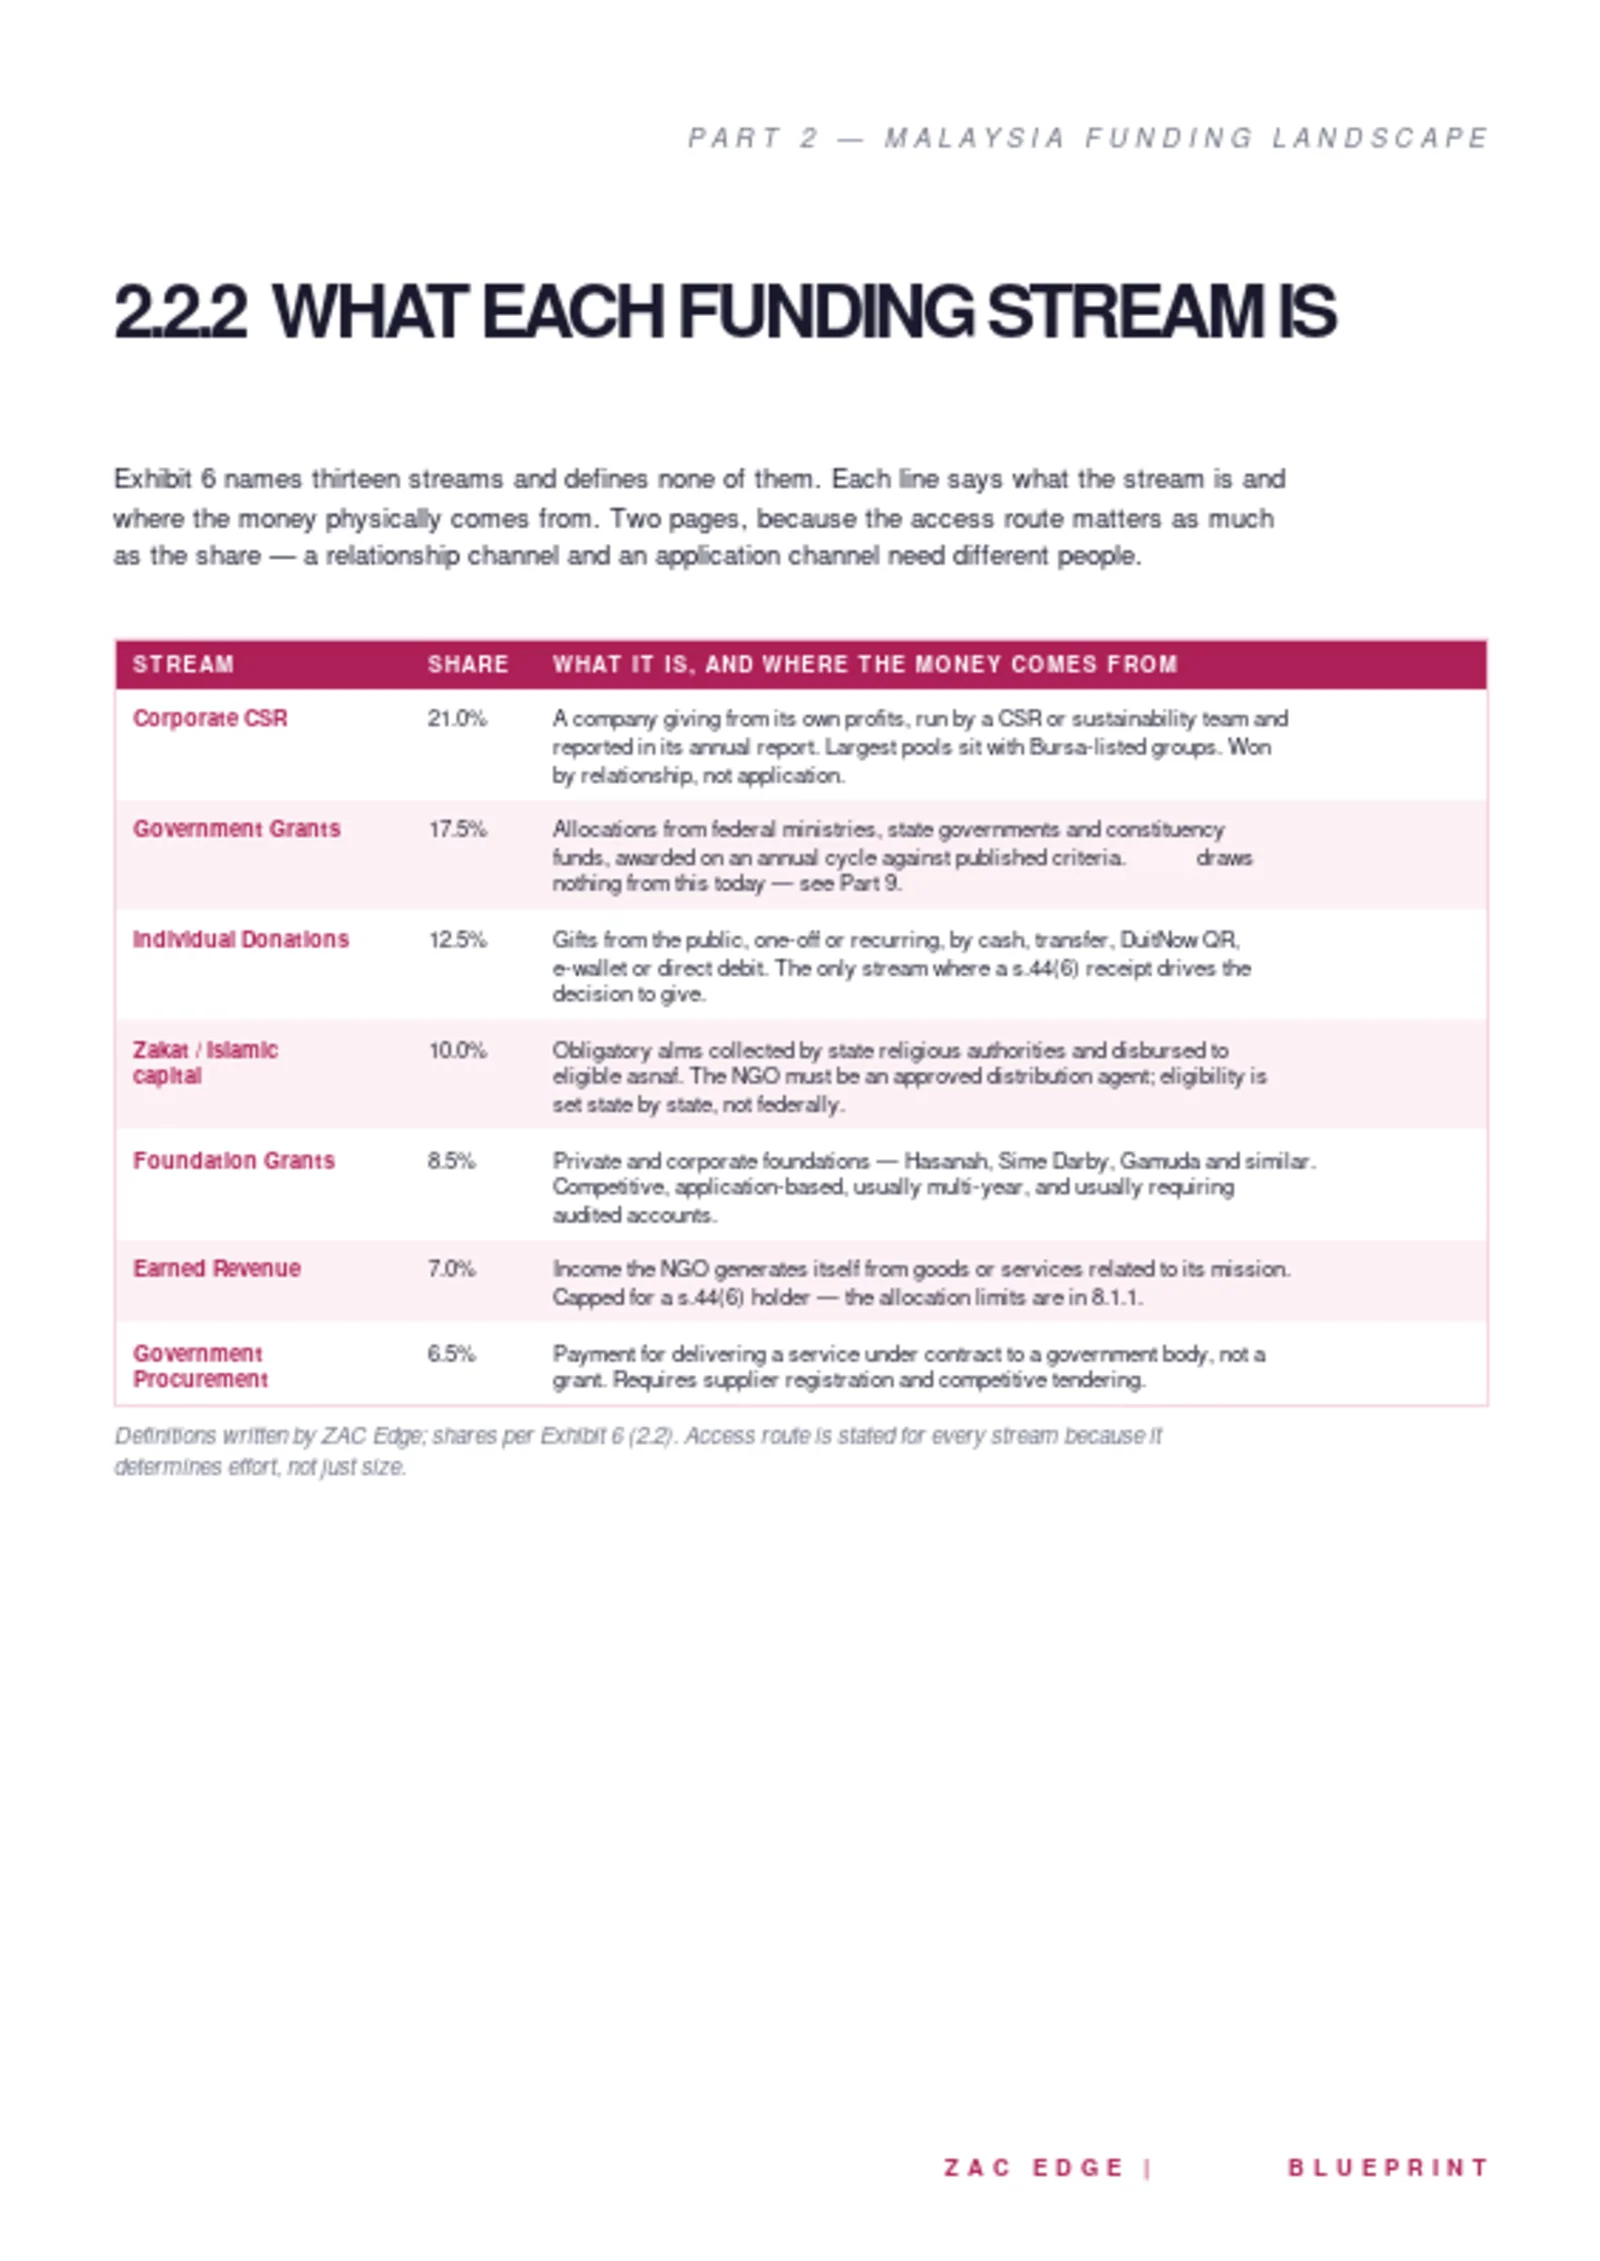 PART 2 — MALAYSIA FUNDING LANDSCAPE
2.2.2 WHAT EACH FUNDING STREAM IS
Exhibit 6 names thirteen streams and defines none of them. Each line says what the stream is and
where the money physically comes from. Two pages, because the access route matters as much
as the share — a relationship channel and an application channel need different people.
STREAM SHARE WHAT IT IS, AND WHERE THE MONEY COMES FROM
Corporate CSR 21.0% A company giving from its own profits, run by a CSR or sustainability team and
reported in its annual report. Largest pools sit with Bursa-listed groups. Won
by relationship, not application.
Government Grants 17.5% Allocations from federal ministries, state governments and constituency
funds, awarded on an annual cycle against published criteria. draws
nothing from this today — see Part 9.
Individual Donations 12.5% Gifts from the public, one-off or recurring, by cash, transfer, DuitNow QR,
e-wallet or direct debit. The only stream where a s.44(6) receipt drives the
decision to give.
Zakat / Islamic 10.0% Obligatory alms collected by state religious authorities and disbursed to
capital eligible asnaf. The NGO must be an approved distribution agent; eligibility is
set state by state, not federally.
Foundation Grants 8.5% Private and corporate foundations — Hasanah, Sime Darby, Gamuda and similar.
Competitive, application-based, usually multi-year, and usually requiring
audited accounts.
Earned Revenue 7.0% Income the NGO generates itself from goods or services related to its mission.
Capped for a s.44(6) holder — the allocation limits are in 8.1.1.
Government 6.5% Payment for delivering a service under contract to a government body, not a
Procurement grant. Requires supplier registration and competitive tendering.
Definitions written by ZAC Edge; shares per Exhibit 6 (2.2). Access route is stated for every stream because it
determines effort, not just size.
ZAC EDGE | BLUEPRINT